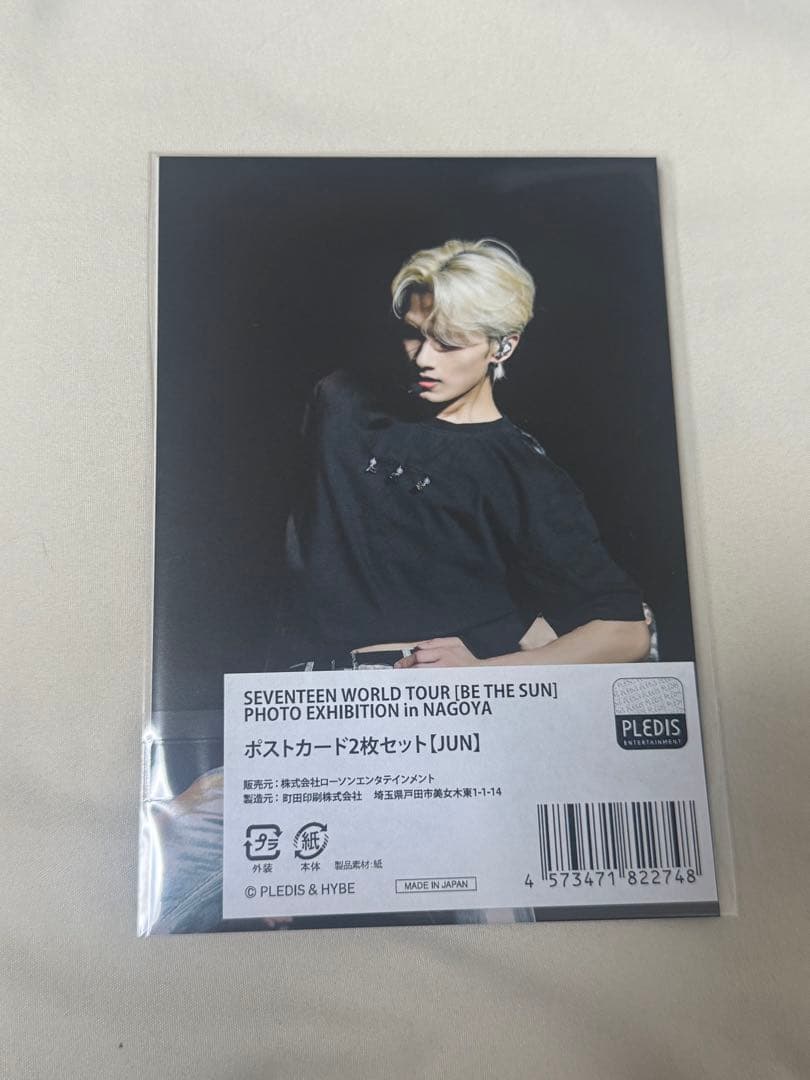 SEVENTEEN WORLD TOUR [BE THE SUN]
PHOTO EXHIBITION in NAGOYA
PLEDIS
ENTERTAINMENT
ポストカード2枚セット【JUN】
販売元：株式会社ローソンエンタテインメント
製造元：町田印刷株式会社 埼玉県戸田市美女木東1-1-14
プラ
外装
紙
本体
製品素材：紙
© PLEDIS & HYBE
MADE IN JAPAN
4 573471 822748